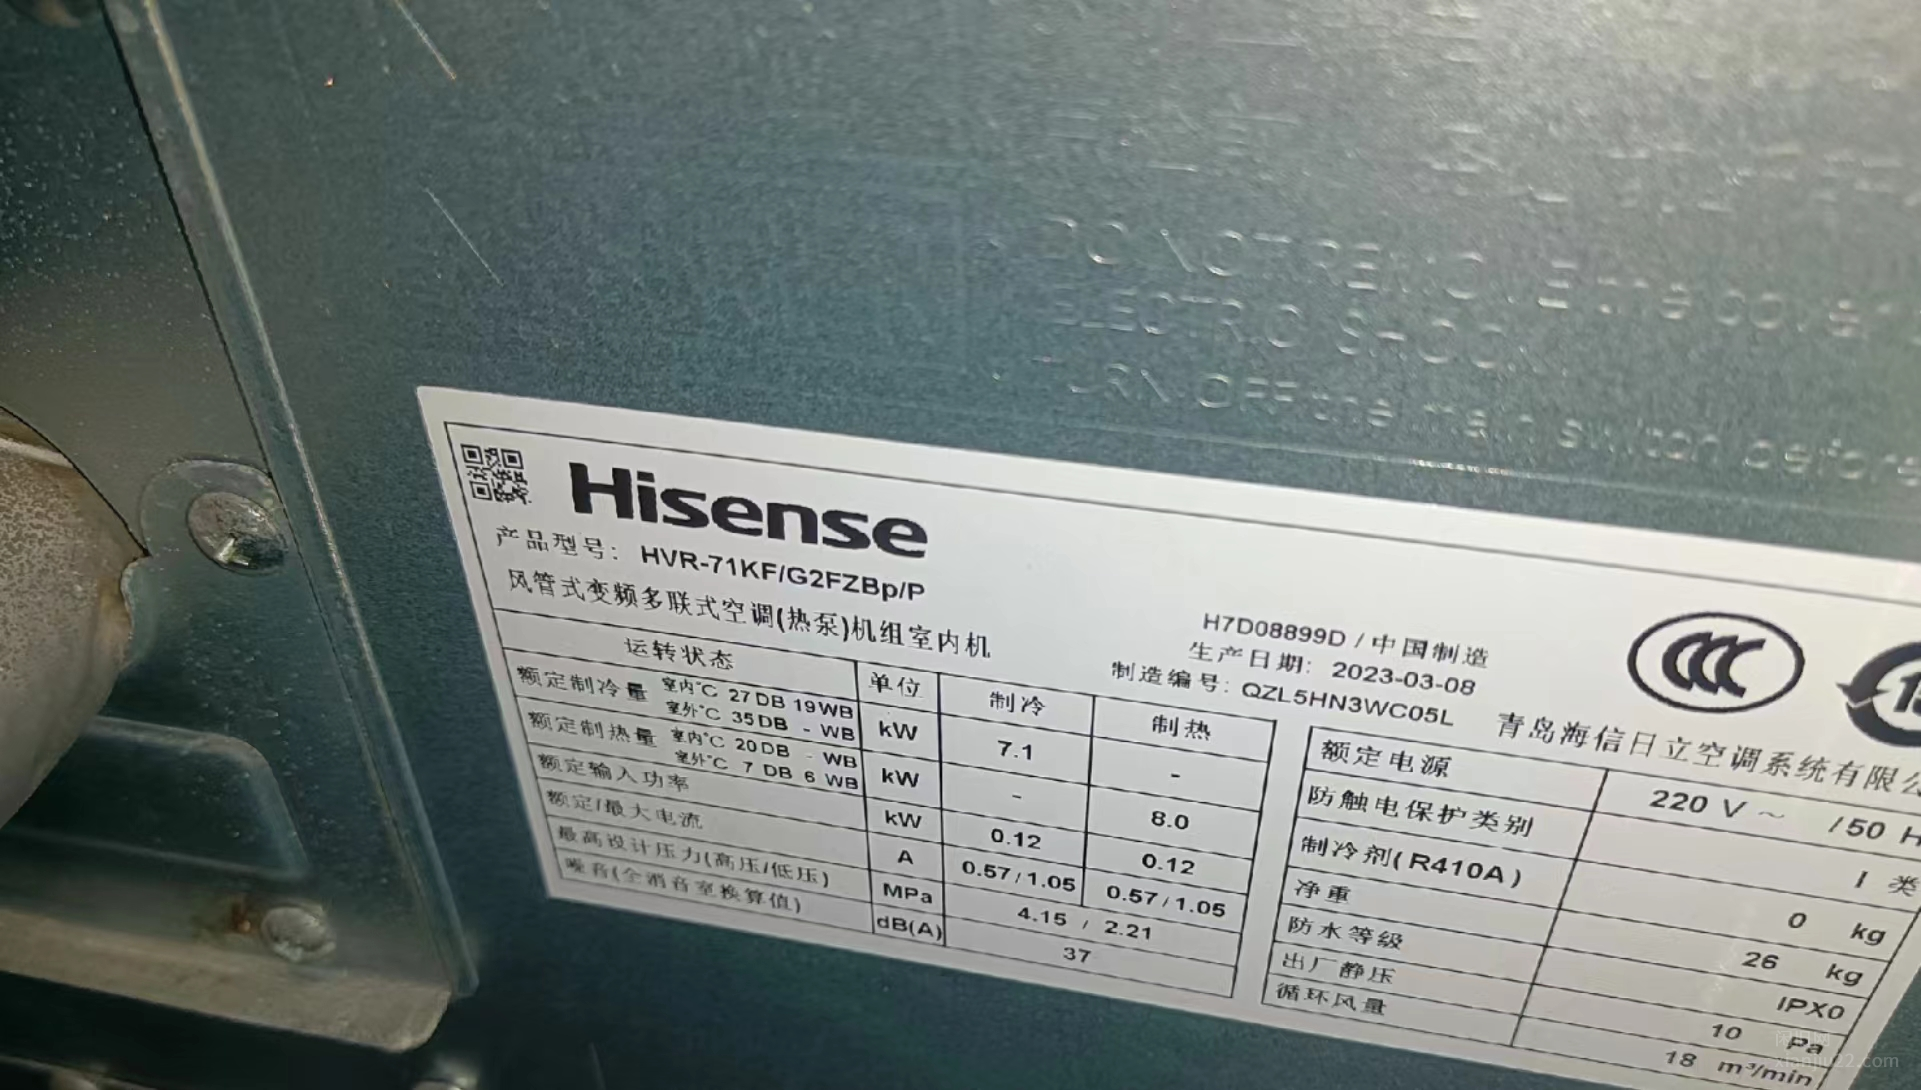 DO NOT REMOVE the cover
ELECTRIC SHOCK.
TURN OFF the main switch before
Hisense
产品型号: HVR-71KF/G2FZBp/P
风管式变频多联式空调(热泵)机组室内机
H7D08899D / 中国制造
生产日期: 2023-03-08
制造编号: QZL5HN3WC05L
青岛海信日立空调系统有限公
运转状态 单位 制冷 制热
额定制冷量 室内℃ 27 DB 19 WB 室外℃ 35 DB - WB kW 7.1 -
额定制热量 室内℃ 20 DB - WB 室外℃ 7 DB 6 WB kW - 8.0
额定输入功率 kW 0.12 0.12
额定/最大电流 A 0.57/1.05 0.57/1.05
最高设计压力(高压/低压) MPa 4.15 / 2.21
噪音(全消音室换算值) dB(A) 37
额定电源 220 V ~ /50 H
防触电保护类别 I 类
制冷剂(R410A) 0 kg
净重 26 kg
防水等级 IPX0
出厂静压 10 Pa
循环风量 18 m³/min